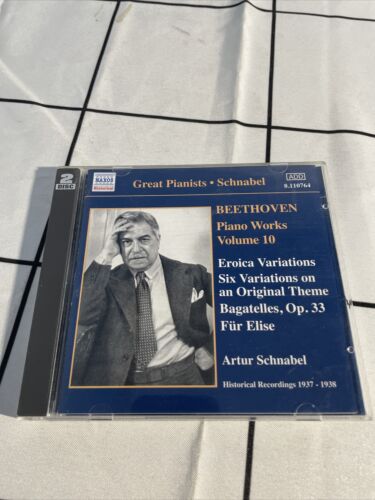 2
DISC
NAXOS
Historical
Great Pianists • Schnabel
ADD
8.110764
BEETHOVEN
Piano Works
Volume 10
Eroica Variations
Six Variations on
an Original Theme
Bagatelles, Op. 33
Für Elise
Artur Schnabel
Historical Recordings 1937 - 1938